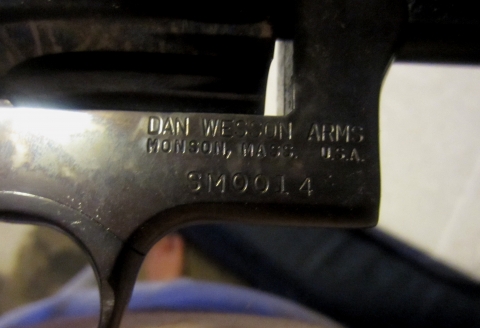 DAN WESSON ARMS
MONSON, MASS. U.S.A.
SM0014